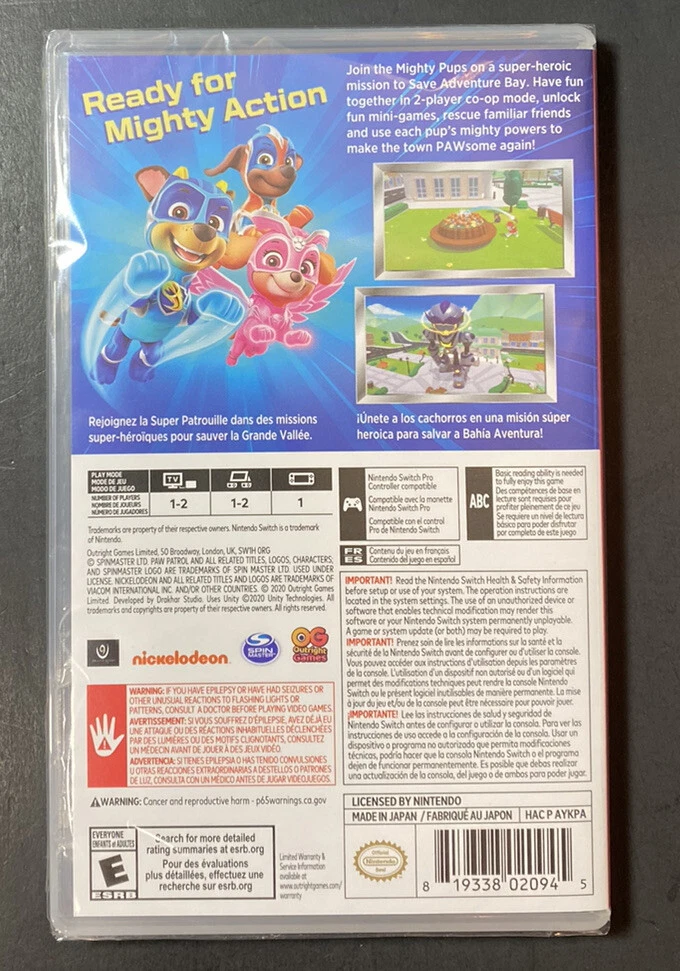 Ready for
Mighty Action
Join the Mighty Pups on a super-heroic
mission to Save Adventure Bay. Have fun
together in 2-player co-op mode, unlock
fun mini-games, rescue familiar friends
and use each pup's mighty powers to
make the town PAWsome again!
Rejoignez la Super Patrouille dans des missions
super-héroïques pour sauver la Grande Vallée.
¡Únete a los cachorros en una misión súper
heroica para salvar a Bahía Aventura!
PLAY MODE
MODE DE JEU
MODO DE JUEGO
TV
NUMBER OF PLAYERS
NOMBRE DE JOUEURS
NÚMERO DE JUGADORES
1-2
1-2
1
Nintendo Switch Pro
Controller compatible
Compatible avec la manette
Nintendo Switch Pro
Compatible con el control
Pro de Nintendo Switch
ABC
Basic reading ability is needed
to fully enjoy this game
Des compétences de base en
lecture sont requises pour
profiter pleinement de ce jeu
Se requiere un nivel de lectura
básico para poder disfrutar
por completo de este juego
FR Contenu du jeu en français
ES Contenido del juego en español
Trademarks are property of their respective owners. Nintendo Switch is a trademark
of Nintendo.
Outright Games Limited, 50 Broadway, London, UK, SW1H 0RG
© SPINMASTER LTD. PAW PATROL AND ALL RELATED TITLES, LOGOS, CHARACTERS;
AND SPINMASTER LOGO ARE TRADEMARKS OF SPIN MASTER LTD. USED UNDER
LICENSE. NICKELODEON AND ALL RELATED TITLES AND LOGOS ARE TRADEMARKS OF
VIACOM INTERNATIONAL INC. AND/OR OTHER COUNTRIES. © 2020 Outright Games
Limited. Developed by Drakhar Studio. Uses Unity ©2020 Unity Technologies. All
trademarks and copyrights are property of their respective owners. All rights reserved.
nickelodeon
SPIN
MASTER
OG
Outright
Games
IMPORTANT! Read the Nintendo Switch Health & Safety Information
before setup or use of your system. The operation instructions are
located in the system settings. The use of an unauthorized device or
software that enables technical modification may render this
software or your Nintendo Switch system permanently unplayable.
A game or system update (or both) may be required to play.
IMPORTANT! Prenez soin de lire les informations sur la santé et la
sécurité de la Nintendo Switch avant de configurer ou d'utiliser la console.
Vous pouvez accéder aux instructions d'utilisation depuis les paramètres
de la console. L'utilisation d'un dispositif non autorisé ou d'un logiciel qui
permet des modifications techniques peut rendre la console Nintendo
Switch ou le présent logiciel inutilisables de manière permanente. La mise
à jour du jeu et/ou de la console peut être nécessaire pour pouvoir jouer.
¡IMPORTANTE! Lee las instrucciones de salud y seguridad de
Nintendo Switch antes de configurar o utilizar la consola. Para ver las
instrucciones de uso accede a la configuración de la consola. Usar un
dispositivo o programa no autorizado que permita modificaciones
técnicas, podría hacer que la consola Nintendo Switch o el programa
dejen de funcionar permanentemente. Es posible que debas realizar
una actualización de la consola, del juego o de ambos para poder jugar.
WARNING: IF YOU HAVE EPILEPSY OR HAVE HAD SEIZURES OR
OTHER UNUSUAL REACTIONS TO FLASHING LIGHTS OR
PATTERNS, CONSULT A DOCTOR BEFORE PLAYING VIDEO GAMES.
AVERTISSEMENT: SI VOUS SOUFFREZ D'ÉPILEPSIE, AVEZ DÉJÀ EU
UNE ATTAQUE OU DES RÉACTIONS INHABITUELLES DÉCLENCHÉES
PAR DES LUMIÈRES OU DES MOTIFS CLIGNOTANTS, CONSULTEZ
UN MÉDECIN AVANT DE JOUER À DES JEUX VIDÉO.
ADVERTENCIA: SI TIENES EPILEPSIA O HAS TENIDO CONVULSIONES
U OTRAS REACCIONES EXTRAORDINARIAS A DESTELLOS O PATRONES
DE LUZ, CONSULTA CON UN MÉDICO ANTES DE JUGAR VIDEOJUEGOS.
WARNING: Cancer and reproductive harm - p65warnings.ca.gov
EVERYONE
ENFANTS et ADULTES
E
ESRB
Search for more detailed
rating summaries at esrb.org
Pour des évaluations
plus détaillées, effectuez une
recherche sur esrb.org
Limited Warranty &
Service Information
available at
www.outrightgames.com/
warranty
LICENSED BY NINTENDO
MADE IN JAPAN / FABRIQUÉ AU JAPON
HAC P AYKPA
Official
Nintendo
Seal
8 19338 02094 5